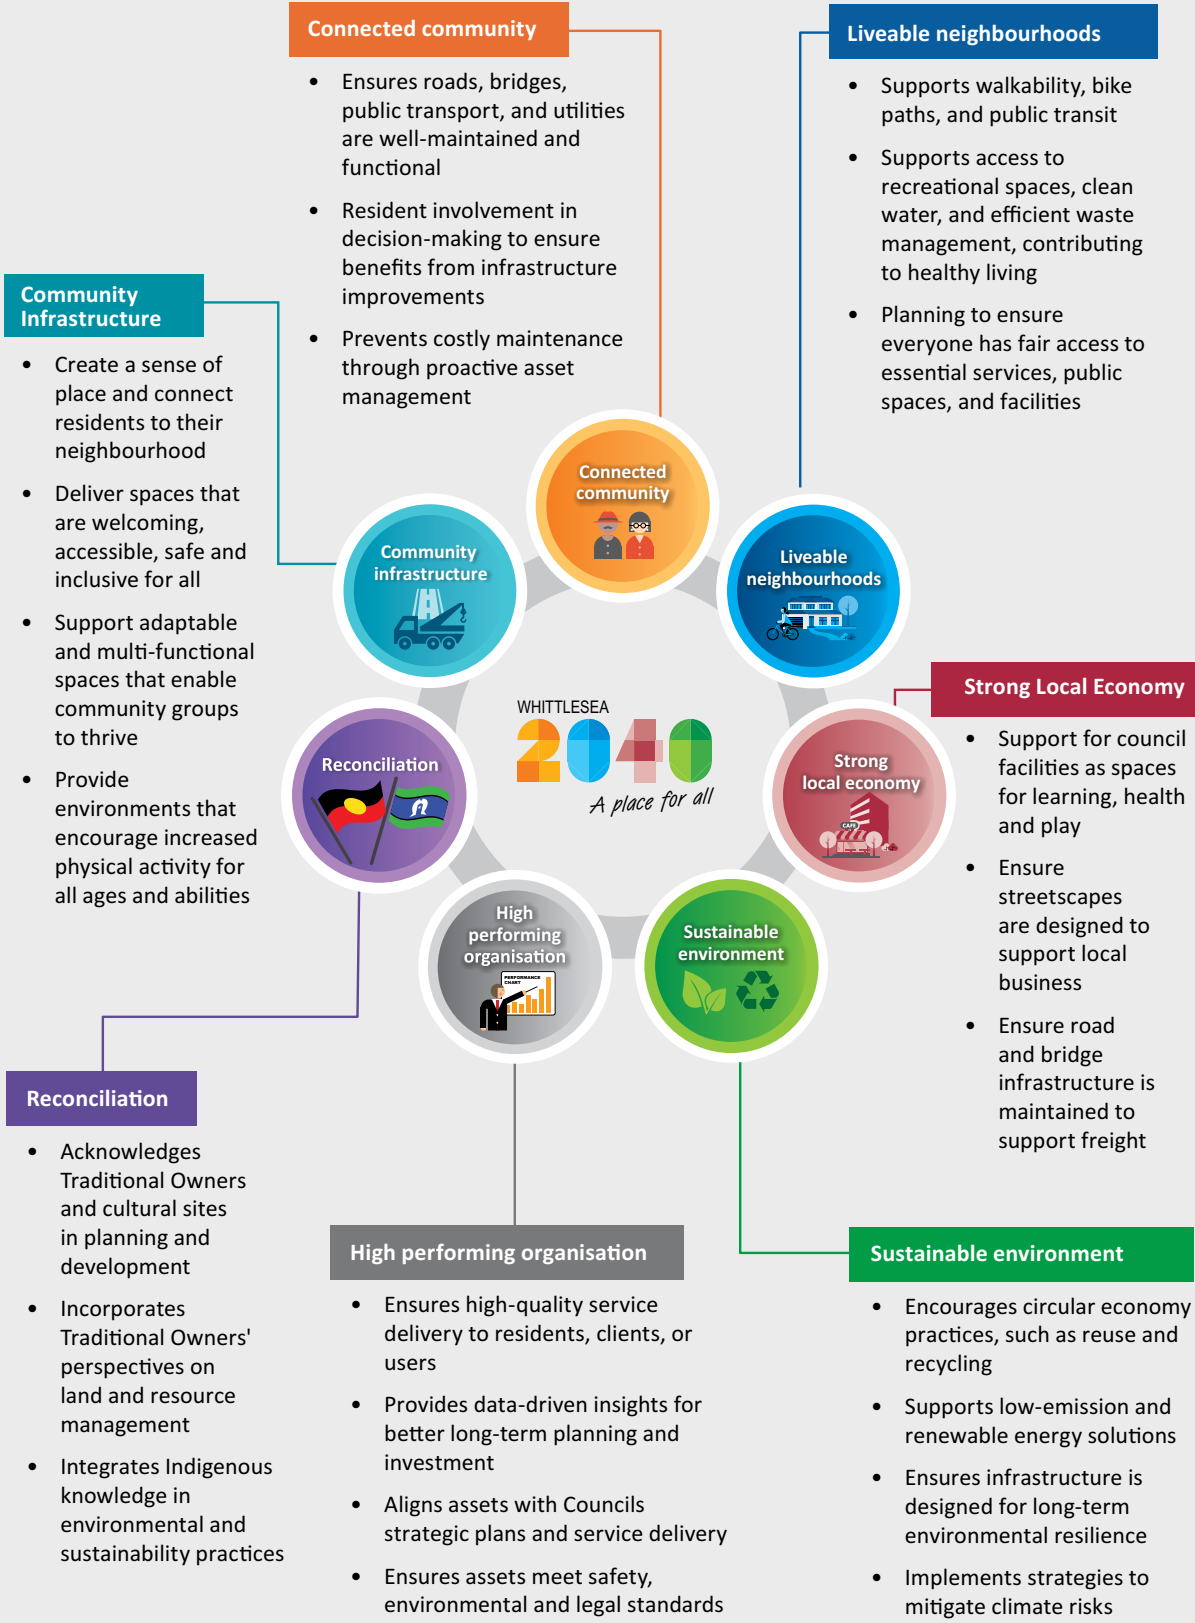 Connected community
• Ensures roads, bridges,
public transport, and utilities
are well-maintained and
functional
• Resident involvement in
decision-making to ensure
benefits from infrastructure
improvements
• Prevents costly maintenance
through proactive asset
management
Liveable neighbourhoods
• Supports walkability, bike
paths, and public transit
• Supports access to
recreational spaces, clean
water, and efficient waste
management, contributing
to healthy living
• Planning to ensure
everyone has fair access to
essential services, public
spaces, and facilities
Community
Infrastructure
• Create a sense of
place and connect
residents to their
neighbourhood
• Deliver spaces that
are welcoming,
accessible, safe and
inclusive for all
• Support adaptable
and multi-functional
spaces that enable
community groups
to thrive
• Provide
environments that
encourage increased
physical activity for
all ages and abilities
Connected
community
Community
infrastructure
Liveable
neighbourhoods
Reconciliation
WHITTLESEA
2040
A place for all
Strong
local economy
CAFE
High
performing
organisation
PERFORMANCE
CHART
Sustainable
environment
Strong Local Economy
• Support for council
facilities as spaces
for learning, health
and play
• Ensure
streetscapes
are designed to
support local
business
• Ensure road
and bridge
infrastructure is
maintained to
support freight
Reconciliation
• Acknowledges
Traditional Owners
and cultural sites
in planning and
development
• Incorporates
Traditional Owners'
perspectives on
land and resource
management
• Integrates Indigenous
knowledge in
environmental and
sustainability practices
High performing organisation
• Ensures high-quality service
delivery to residents, clients, or
users
• Provides data-driven insights for
better long-term planning and
investment
• Aligns assets with Councils
strategic plans and service delivery
• Ensures assets meet safety,
environmental and legal standards
Sustainable environment
• Encourages circular economy
practices, such as reuse and
recycling
• Supports low-emission and
renewable energy solutions
• Ensures infrastructure is
designed for long-term
environmental resilience
• Implements strategies to
mitigate climate risks